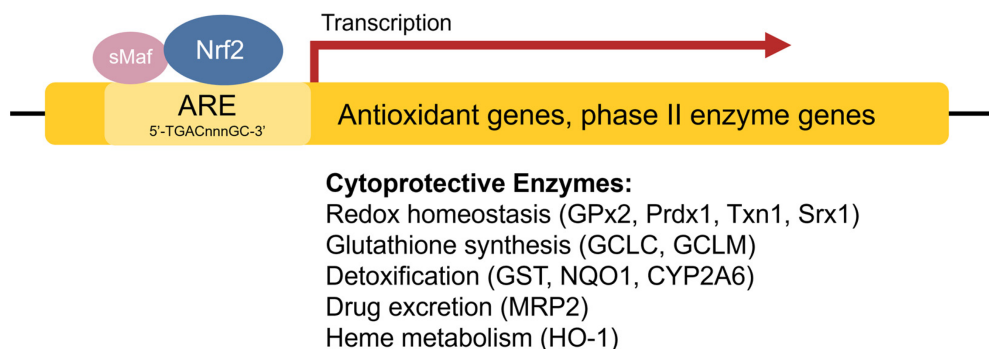 Transcription
sMaf
Nrf2
ARE
5’-TGACnnnGC-3’
Antioxidant genes, phase II enzyme genes
Cytoprotective Enzymes:
Redox homeostasis (GPx2, Prdx1, Txn1, Srx1)
Glutathione synthesis (GCLC, GCLM)
Detoxification (GST, NQO1, CYP2A6)
Drug excretion (MRP2)
Heme metabolism (HO-1)